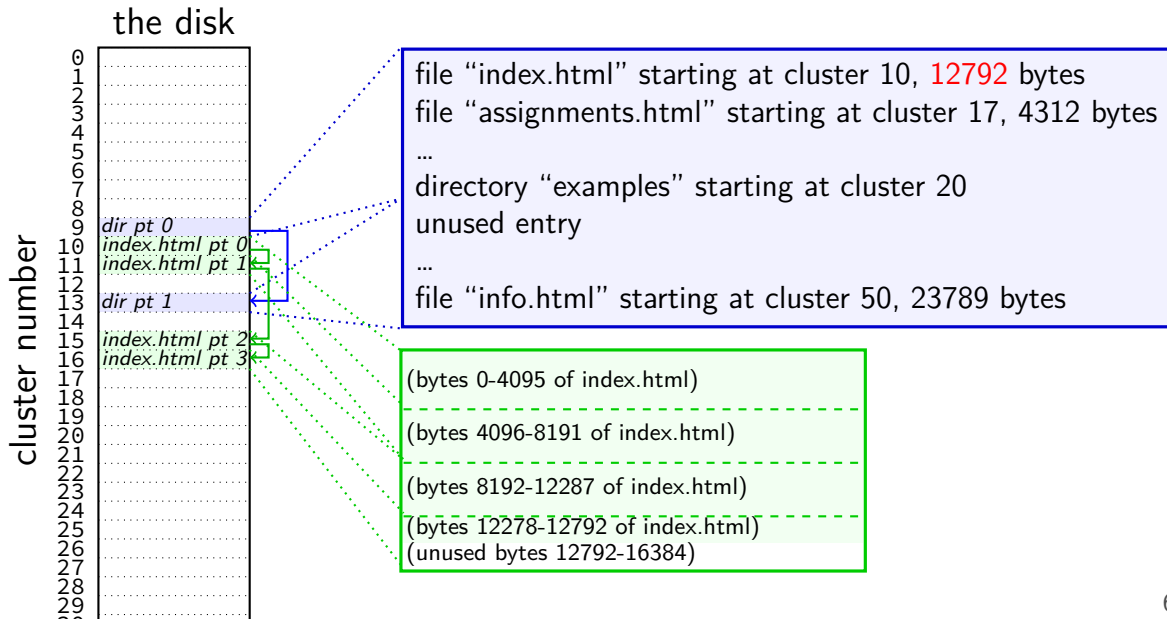 the disk
cluster number
0
1
2
3
4
5
6
7
8
9
10
11
12
13
14
15
16
17
18
19
20
21
22
23
24
25
26
27
28
29
dir pt 0
index.html pt 0
index.html pt 1
dir pt 1
index.html pt 2
index.html pt 3
file “index.html” starting at cluster 10, 12792 bytes
file “assignments.html” starting at cluster 17, 4312 bytes
...
directory “examples” starting at cluster 20
unused entry
...
file “info.html” starting at cluster 50, 23789 bytes
(bytes 0-4095 of index.html)
(bytes 4096-8191 of index.html)
(bytes 8192-12287 of index.html)
(bytes 12278-12792 of index.html)
(unused bytes 12792-16384)